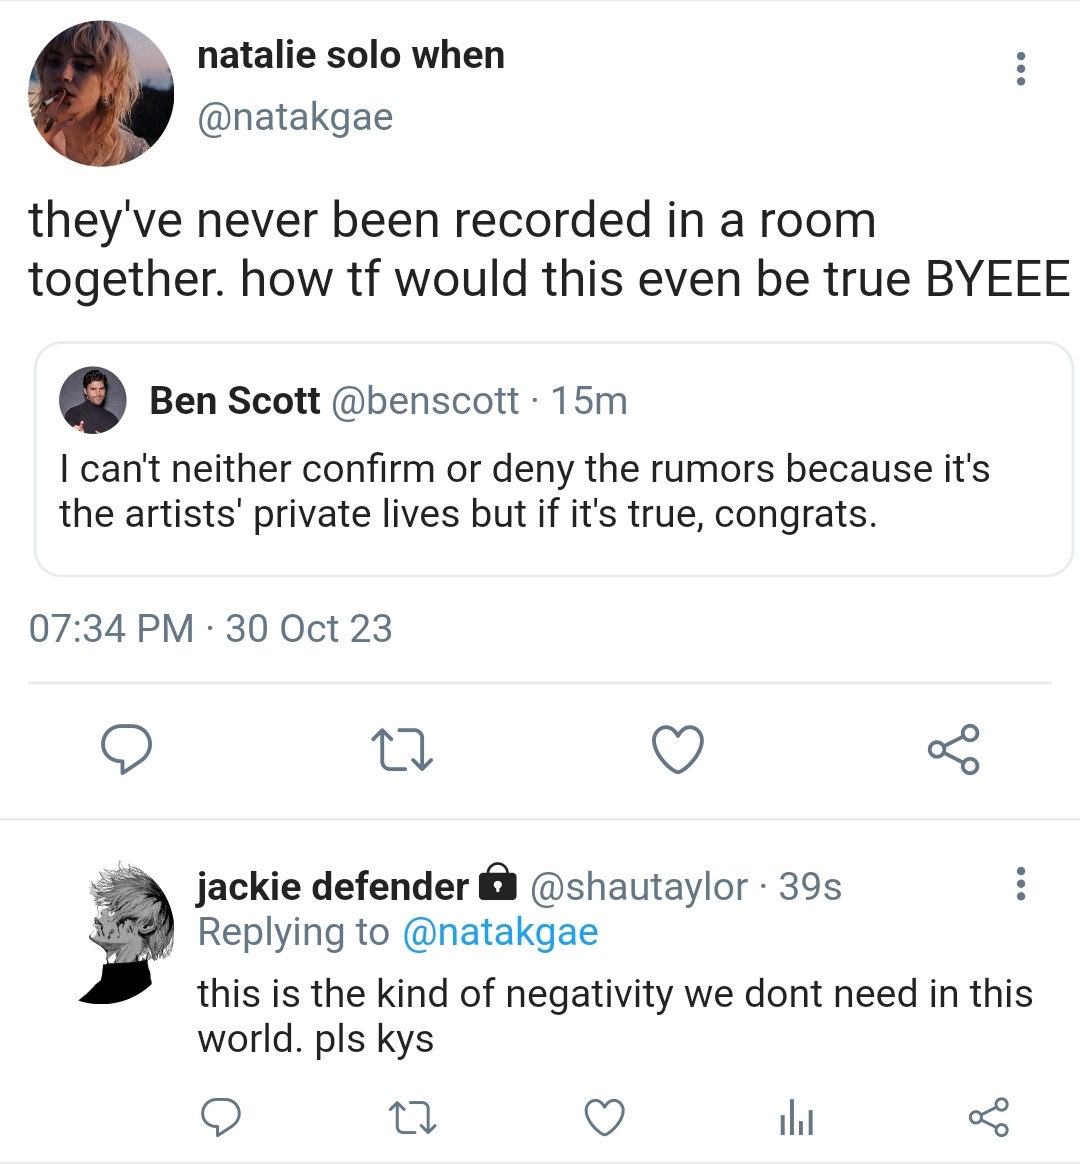 natalie solo when
@natakgae
they've never been recorded in a room
together. how tf would this even be true BYEEE
Ben Scott @benscott · 15m
I can't neither confirm or deny the rumors because it's
the artists' private lives but if it's true, congrats.
07:34 PM · 30 Oct 23
jackie defender @shautaylor · 39s
Replying to @natakgae
this is the kind of negativity we dont need in this
world. pls kys